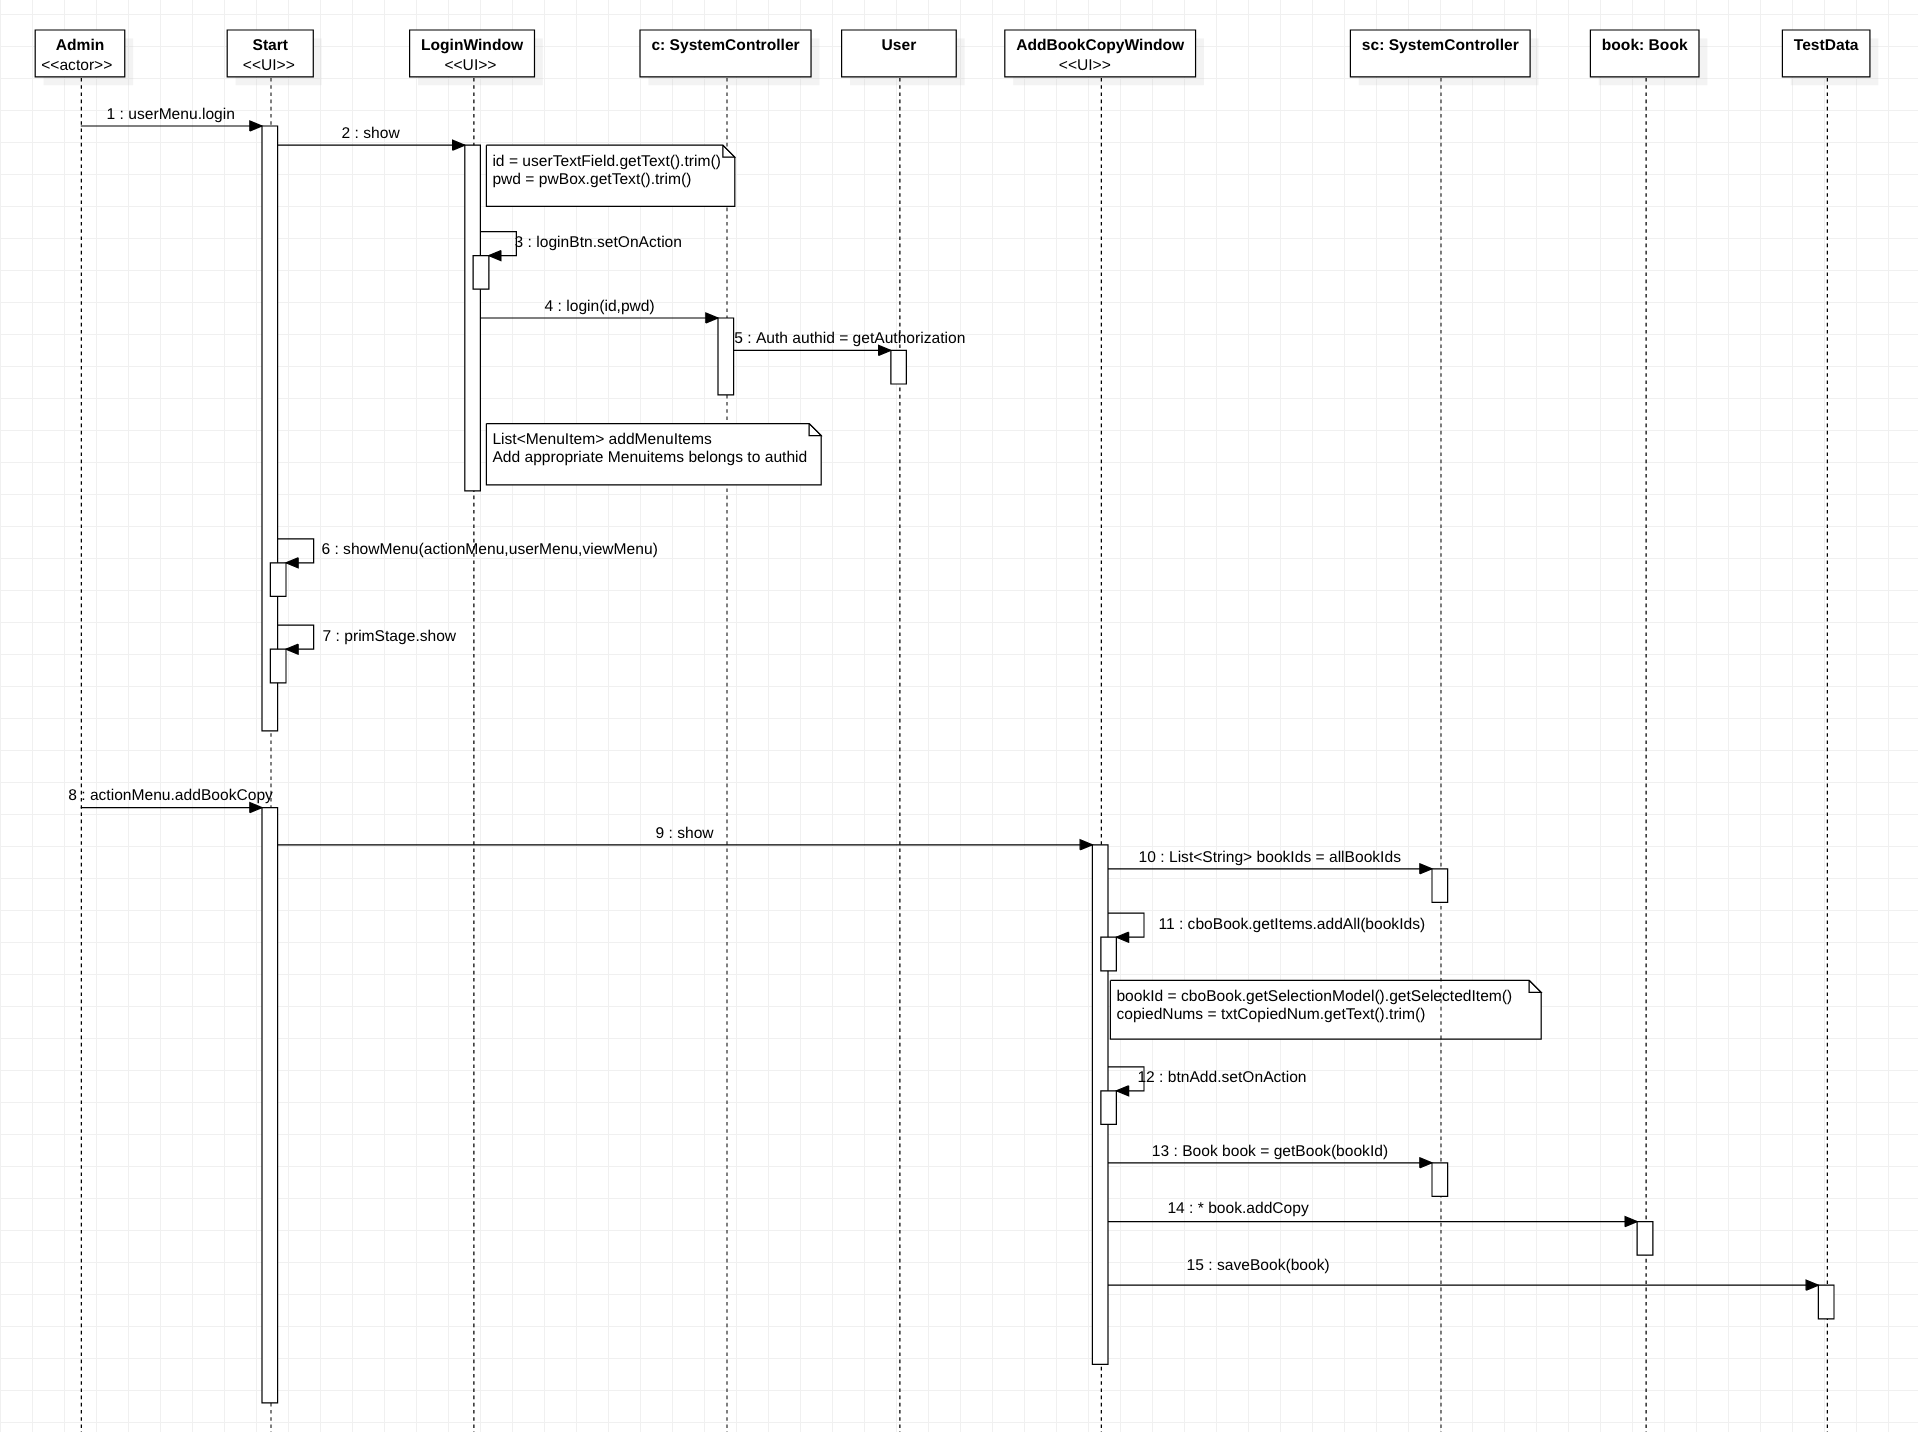 Admin
<<actor>>
Start
<<UI>>
LoginWindow
<<UI>>
c: SystemController
User
AddBookCopyWindow
<<UI>>
sc: SystemController
book: Book
TestData
1 : userMenu.login
2 : show
id = userTextField.getText().trim()
pwd = pwBox.getText().trim()
3 : loginBtn.setOnAction
4 : login(id,pwd)
5 : Auth authid = getAuthorization
List<MenuItem> addMenuItems
Add appropriate Menuitems belongs to authid
6 : showMenu(actionMenu,userMenu,viewMenu)
7 : primStage.show
8 : actionMenu.addBookCopy
9 : show
10 : List<String> bookIds = allBookIds
11 : cboBook.getItems.addAll(bookIds)
bookId = cboBook.getSelectionModel().getSelectedItem()
copiedNums = txtCopiedNum.getText().trim()
12 : btnAdd.setOnAction
13 : Book book = getBook(bookId)
14 : * book.addCopy
15 : saveBook(book)